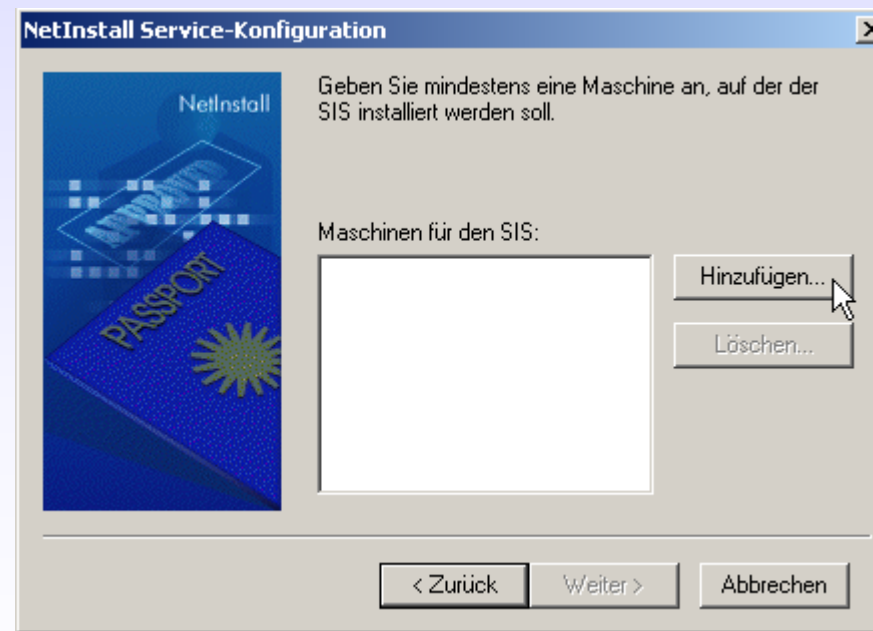 NetInstall Service-Konfiguration
NetInstall
Geben Sie mindestens eine Maschine an, auf der der
SIS installiert werden soll.
APPROVED
PASSPORT
Maschinen für den SIS:
Hinzufügen...
Löschen...
< Zurück
Weiter >
Abbrechen